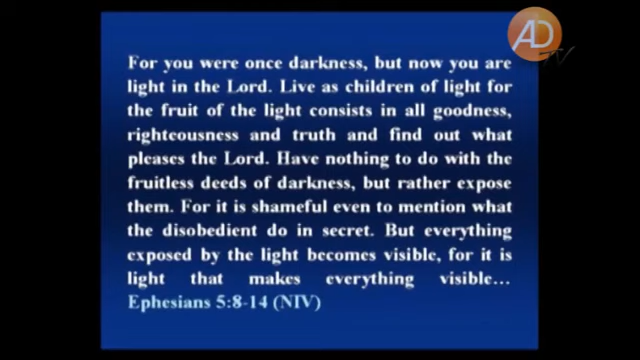 AD
TV
For you were once darkness, but now you are
light in the Lord. Live as children of light for
the fruit of the light consists in all goodness,
righteousness and truth and find out what
pleases the Lord. Have nothing to do with the
fruitless deeds of darkness, but rather expose
them. For it is shameful even to mention what
the disobedient do in secret. But everything
exposed by the light becomes visible, for it is
light that makes everything visible...
Ephesians 5:8-14 (NIV)